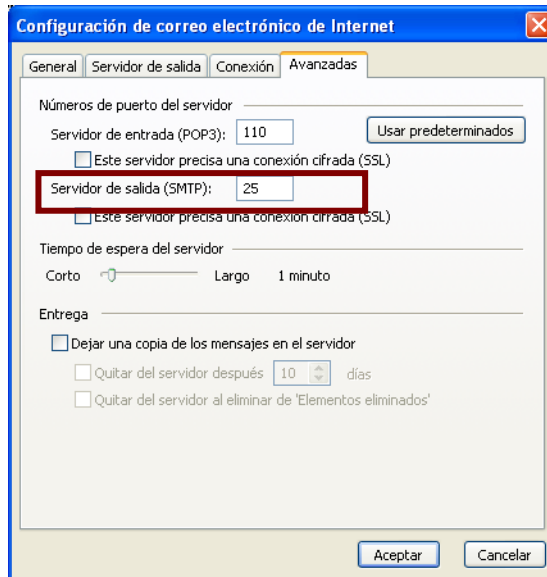 Configuración de correo electrónico de Internet
General Servidor de salida Conexión Avanzadas
Números de puerto del servidor
Servidor de entrada (POP3): 110 Usar predeterminados
Este servidor precisa una conexión cifrada (SSL)
Servidor de salida (SMTP): 25
Este servidor precisa una conexión cifrada (SSL)
Tiempo de espera del servidor
Corto Largo 1 minuto
Entrega
Dejar una copia de los mensajes en el servidor
Quitar del servidor después 10 días
Quitar del servidor al eliminar de 'Elementos eliminados'
Aceptar Cancelar